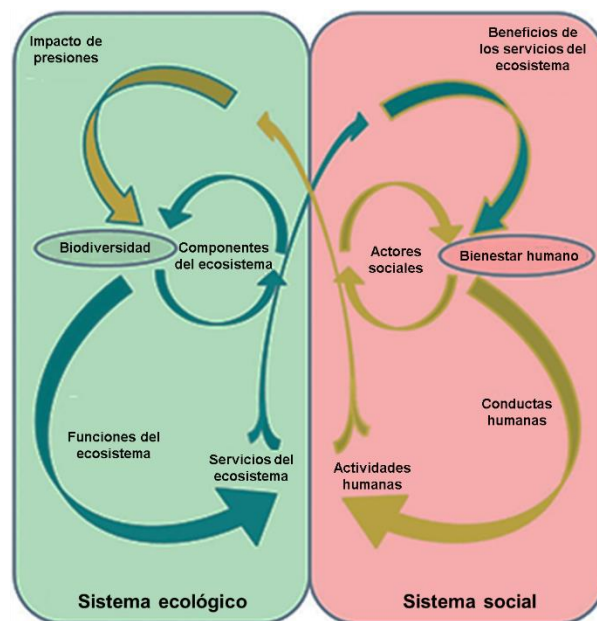 Impacto de
presiones
Beneficios de
los servicios del
ecosistema
Biodiversidad
Componentes
del ecosistema
Actores
sociales
Bienestar humano
Funciones del
ecosistema
Servicios del
ecosistema
Actividades
humanas
Conductas
humanas
Sistema ecológico
Sistema social